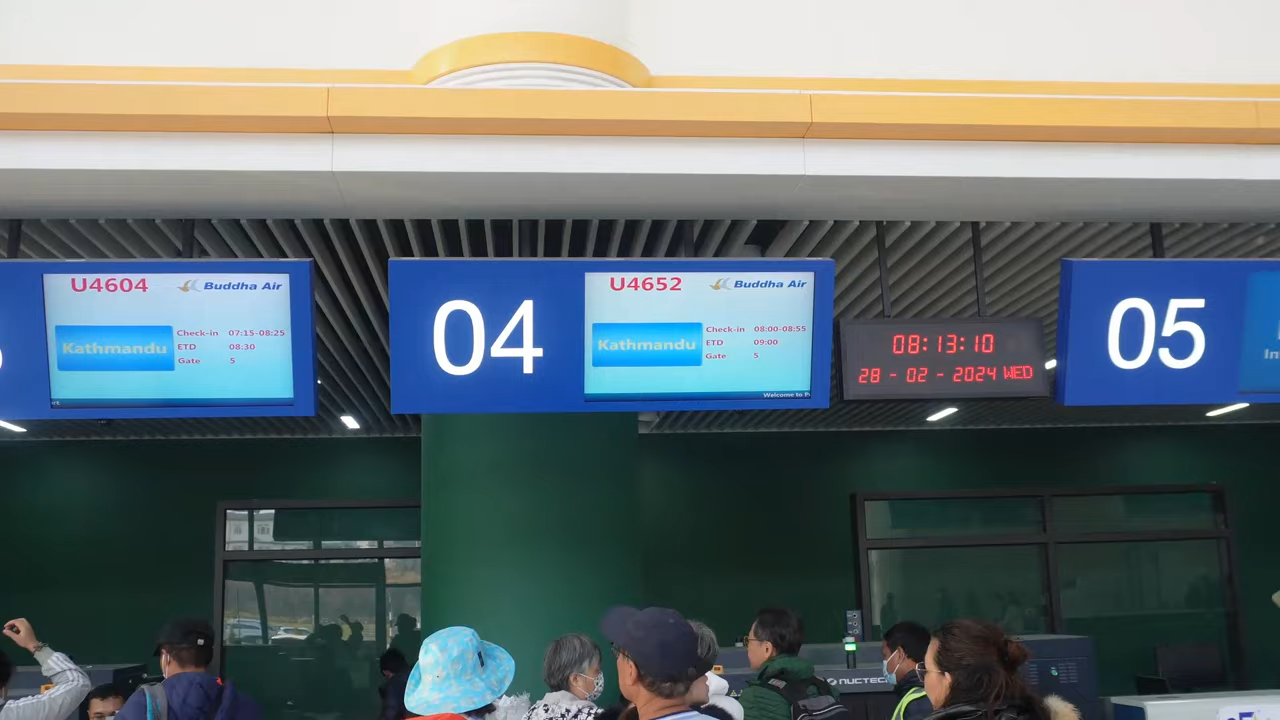 U4604 Buddha Air
Kathmandu
Check-in 07:15-08:25
ETD 08:30
Gate 5
04
U4652 Buddha Air
Kathmandu
Check-in 08:00-08:55
ETD 09:00
Gate 5
Welcome to
08:13:10
28-02-2024 WED
05
NUCTECH